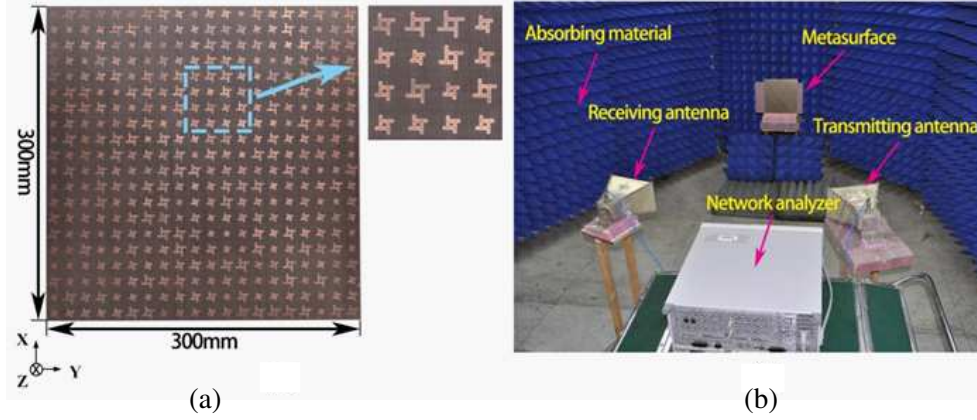 Absorbing material
Metasurface
Receiving antenna
Transmitting antenna
Network analyzer
300mm
300mm
X
Z
Y
(a)
(b)